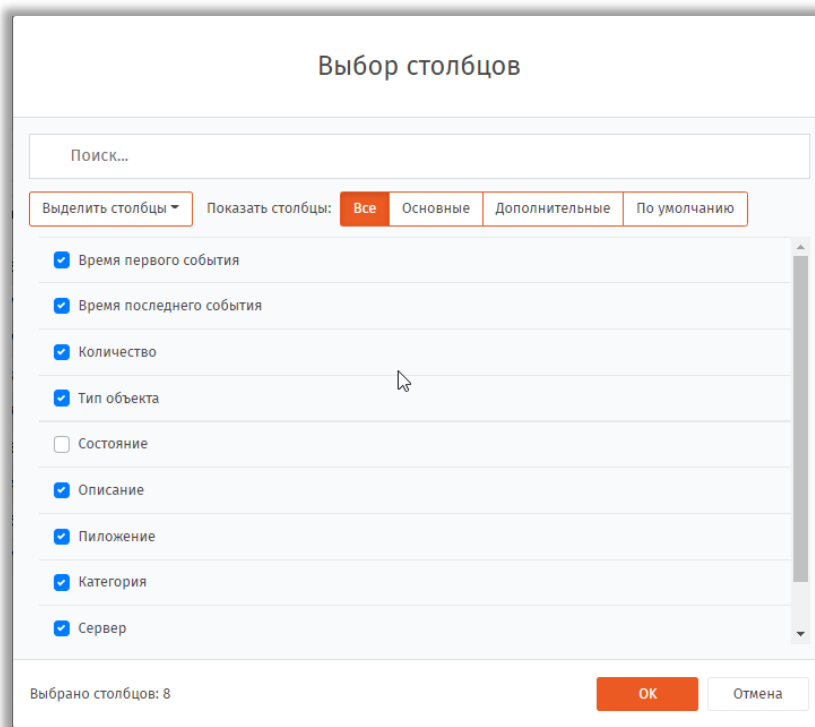 Выбор столбцов
Поиск...
Выделить столбцы Показать столбцы: Все Основные Дополнительные По умолчанию
Время первого события
Время последнего события
Количество
Тип объекта
Состояние
Описание
Пиложение
Категория
Сервер
Выбрано столбцов: 8 OK Отмена